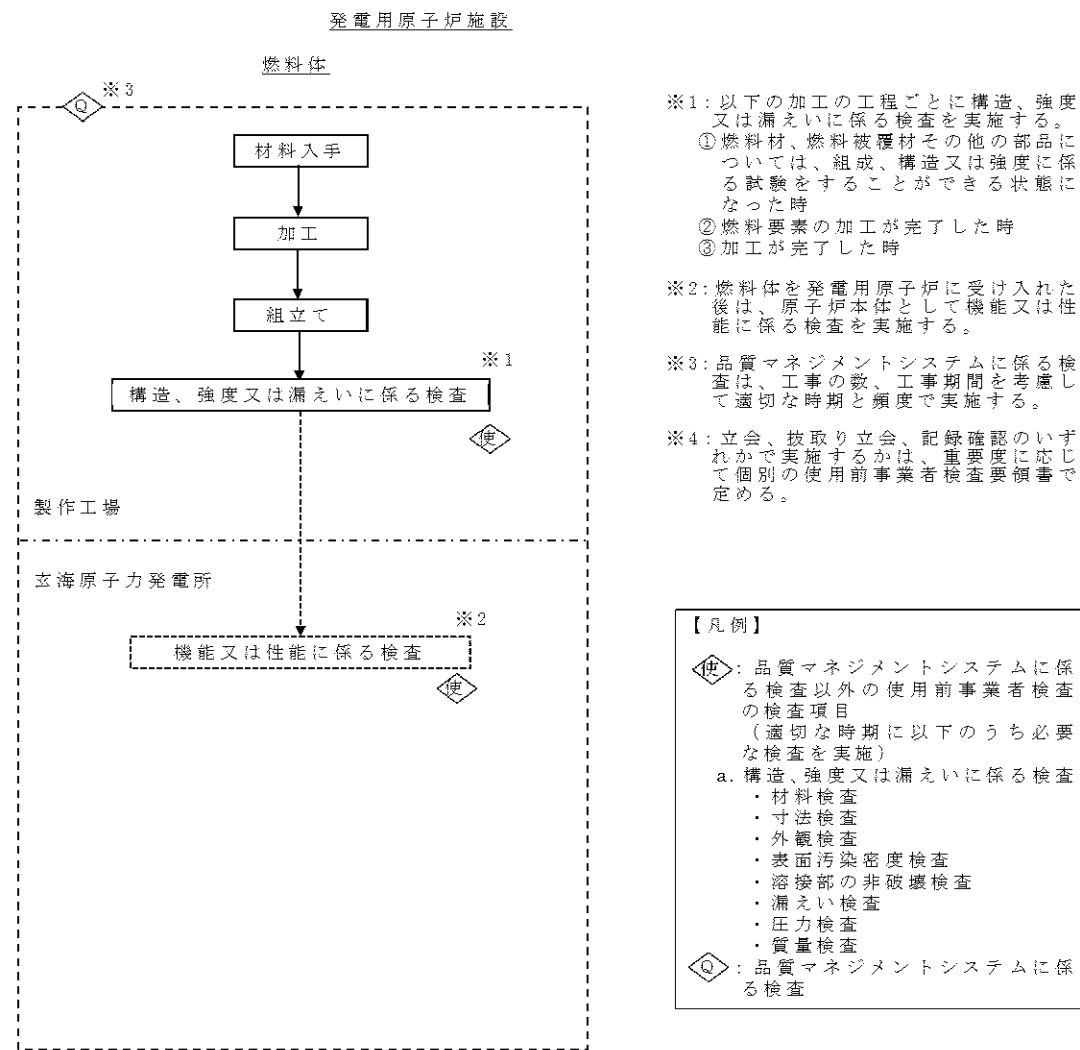 発電用原子炉施設
燃料体
Q
※3
材料入手
加工
組立て
※1
構造、強度又は漏えいに係る検査
使
製作工場
玄海原子力発電所
※2
機能又は性能に係る検査
使
※1：以下の加工の工程ごとに構造、強度
又は漏えいに係る検査を実施する。
①燃料材、燃料被覆材その他の部品に
ついては、組成、構造又は強度に係
る試験をすることができる状態に
なった時
②燃料要素の加工が完了した時
③加工が完了した時
※2：燃料体を発電用原子炉に受け入れた
後は、原子炉本体として機能又は性
能に係る検査を実施する。
※3：品質マネジメントシステムに係る検
査は、工事の数、工事期間を考慮し
て適切な時期と頻度で実施する。
※4：立会、抜取り立会、記録確認のいず
れかで実施するかは、重要度に応じ
て個別の使用前事業者検査要領書で
定める。
【凡例】
使：品質マネジメントシステムに係
る検査以外の使用前事業者検査
の検査項目
（適切な時期に以下のうち必要
な検査を実施）
a. 構造、強度又は漏えいに係る検査
・材料検査
・寸法検査
・外観検査
・表面汚染密度検査
・溶接部の非破壊検査
・漏えい検査
・圧力検査
・質量検査
Q：品質マネジメントシステムに係
る検査